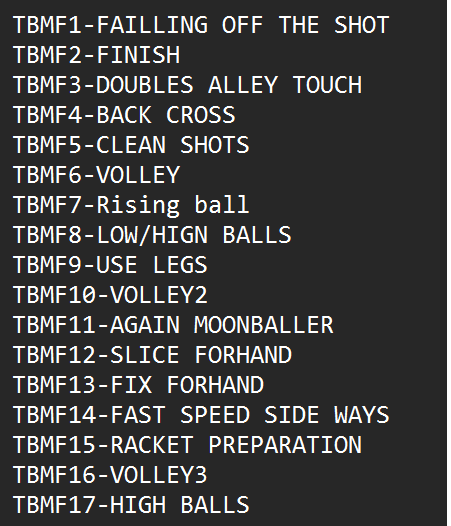 TBMF1-FAILLING OFF THE SHOT
TBMF2-FINISH
TBMF3-DOUBLES ALLEY TOUCH
TBMF4-BACK CROSS
TBMF5-CLEAN SHOTS
TBMF6-VOLLEY
TBMF7-Rising ball
TBMF8-LOW/HIGN BALLS
TBMF9-USE LEGS
TBMF10-VOLLEY2
TBMF11-AGAIN MOONBALLER
TBMF12-SLICE FORHAND
TBMF13-FIX FORHAND
TBMF14-FAST SPEED SIDE WAYS
TBMF15-RACKET PREPARATION
TBMF16-VOLLEY3
TBMF17-HIGH BALLS